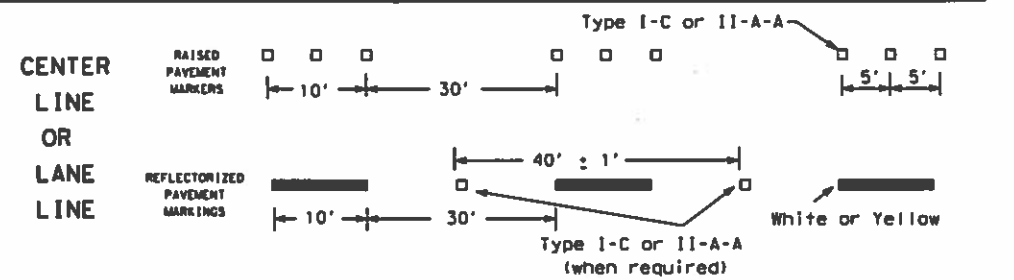 Type I-C or II-A-A
CENTER
LINE
OR
LANE
LINE
RAISED
PAVEMENT
MARKERS
10'
30'
5'
5'
40' ± 1'
REFLECTORIZED
PAVEMENT
MARKINGS
10'
30'
Type I-C or II-A-A
(when required)
White or Yellow